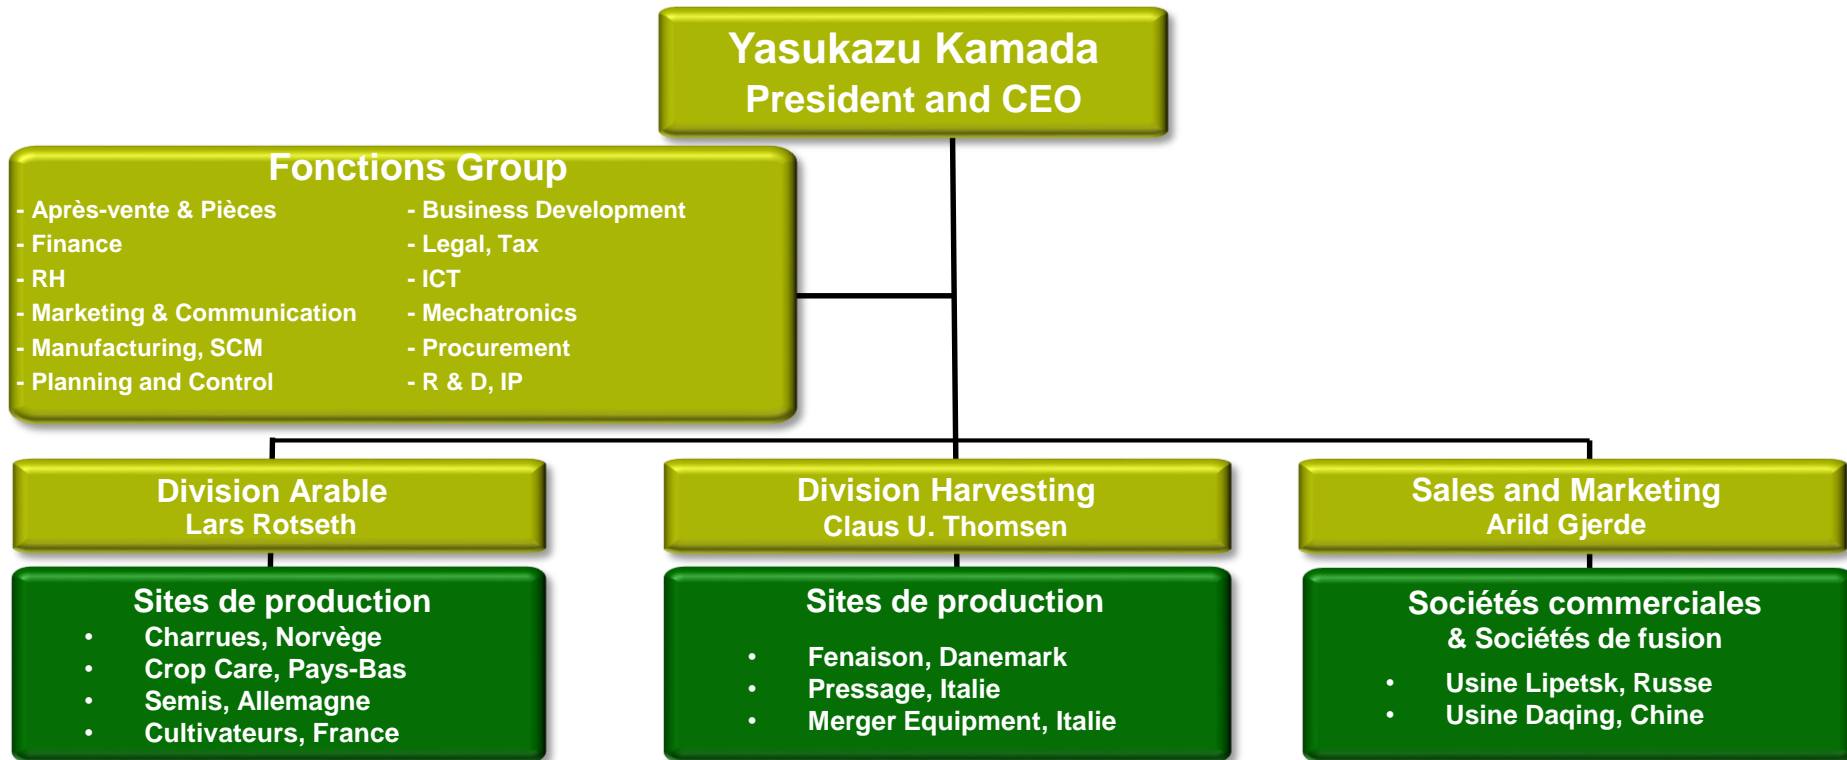 Yasukazu Kamada
President and CEO
Fonctions Group
- Après-vente & Pièces
- Finance
- RH
- Marketing & Communication
- Manufacturing, SCM
- Planning and Control
- Business Development
- Legal, Tax
- ICT
- Mechatronics
- Procurement
- R & D, IP
Division Arable
Lars Rotseth
Sites de production
• Charrues, Norvège
• Crop Care, Pays-Bas
• Semis, Allemagne
• Cultivateurs, France
Division Harvesting
Claus U. Thomsen
Sites de production
• Fenaison, Danemark
• Pressage, Italie
• Merger Equipment, Italie
Sales and Marketing
Arild Gjerde
Sociétés commerciales
& Sociétés de fusion
• Usine Lipetsk, Russe
• Usine Daqing, Chine